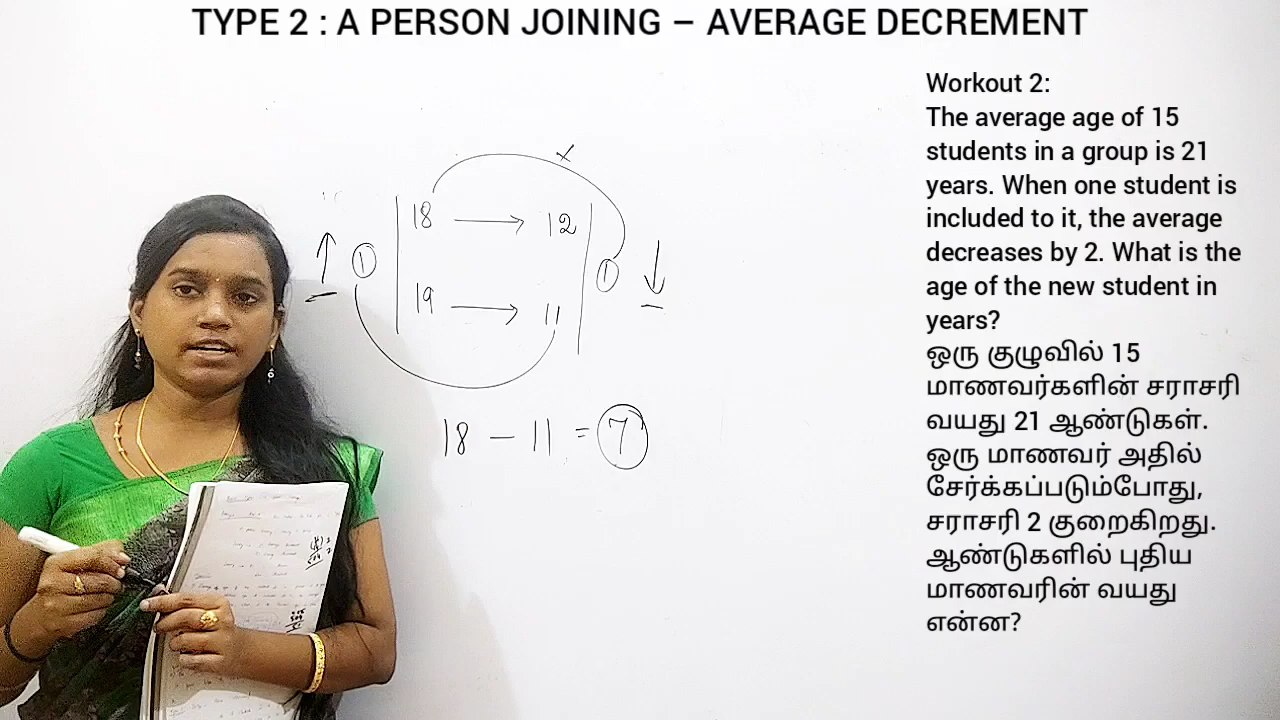 TYPE 2 : A PERSON JOINING – AVERAGE DECREMENT
Workout 2:
The average age of 15
students in a group is 21
years. When one student is
included to it, the average
decreases by 2. What is the
age of the new student in
years?
ஒரு குழுவில் 15
மாணவர்களின் சராசரி
வயது 21 ஆண்டுகள்.
ஒரு மாணவர் அதில்
சேர்க்கப்படும்போது,
சராசரி 2 குறைகிறது.
ஆண்டுகளில் புதிய
மாணவரின் வயது
என்ன?
18 → 12
↑ 1 1 ↓
19 → 11
18 – 11 = 7